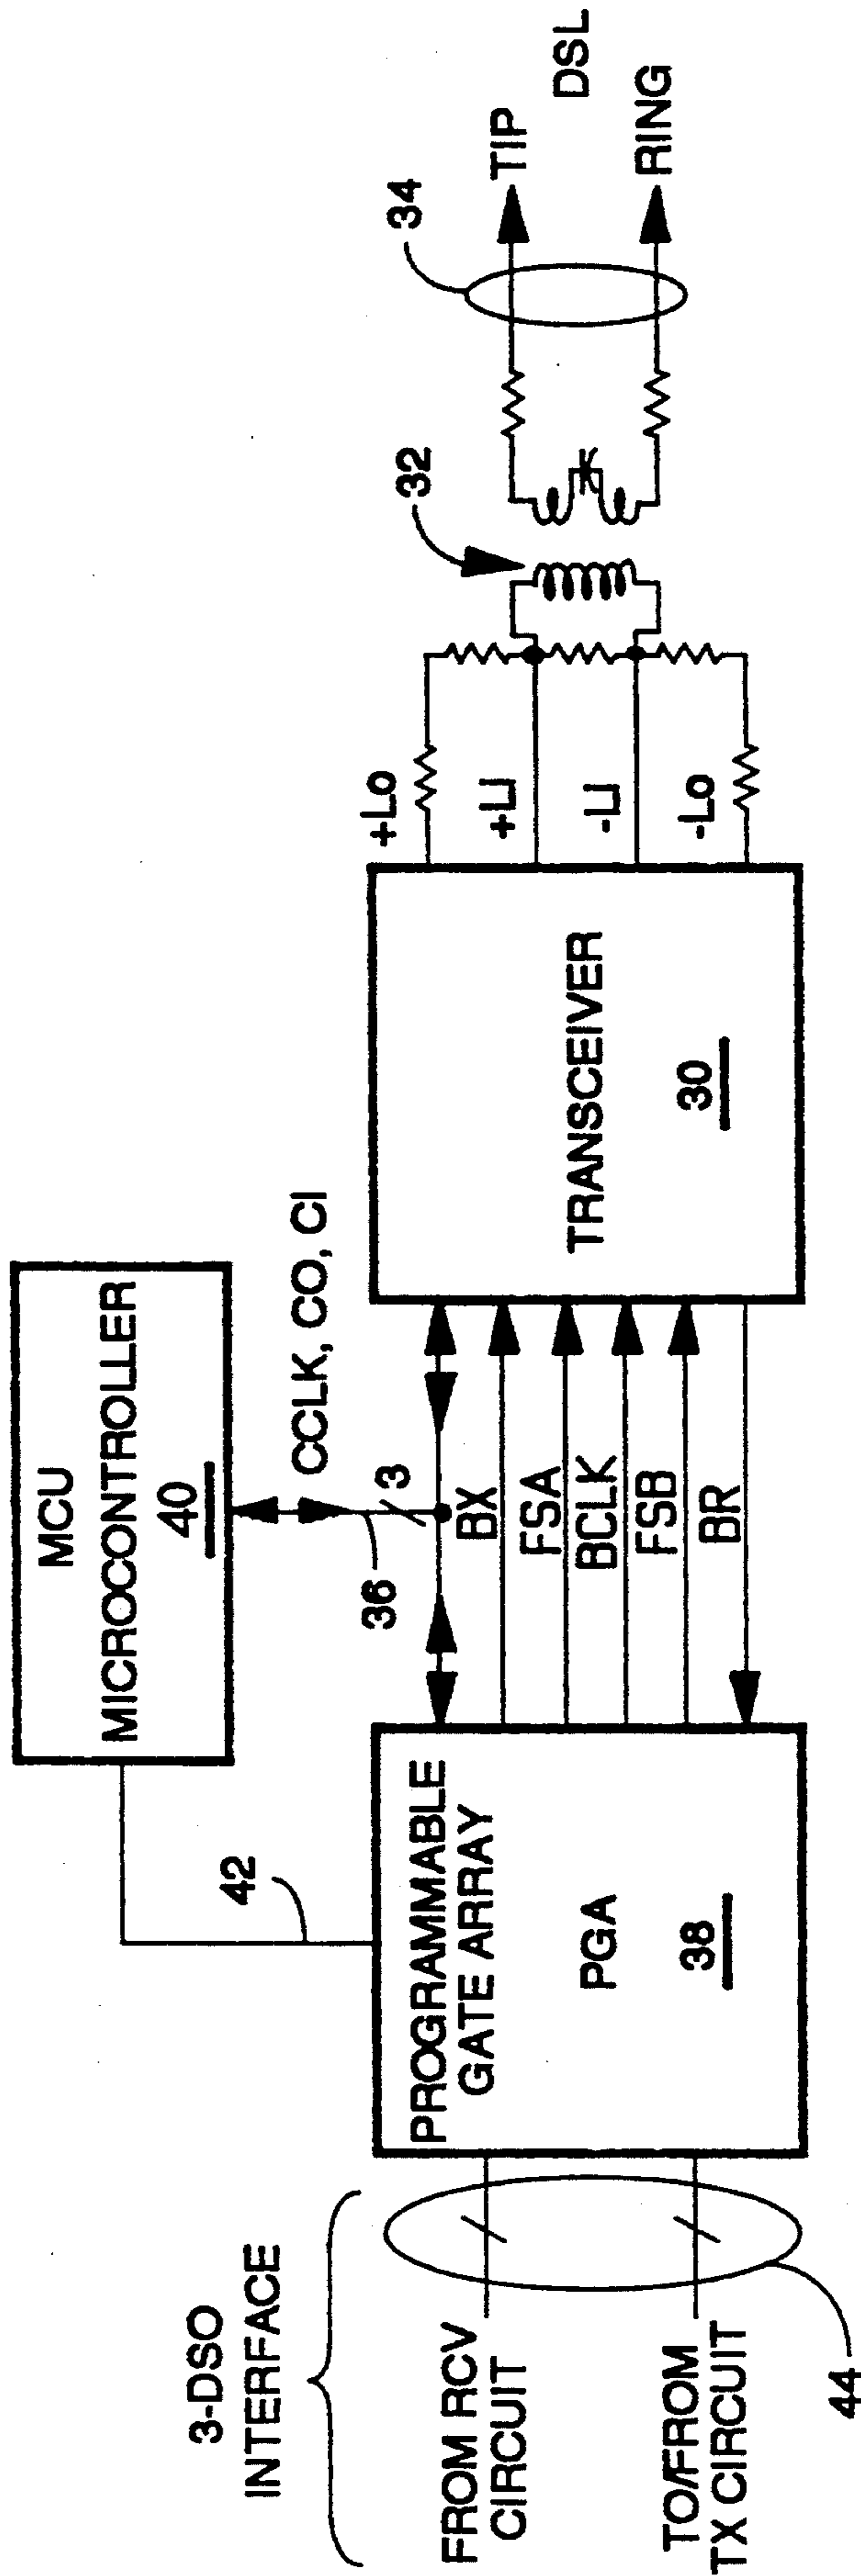 3-DSO
INTERFACE
FROM RCV
CIRCUIT
TO/FROM
TX CIRCUIT
44
PROGRAMMABLE
GATE ARRAY
PGA
38
42
MCU
MICROCONTROLLER
40
36
3
CCLK, CO, CI
BX
FSA
BCLK
FSB
BR
TRANSCEIVER
30
+Lo
+LI
-LI
-Lo
32
34
TIP
DSL
RING